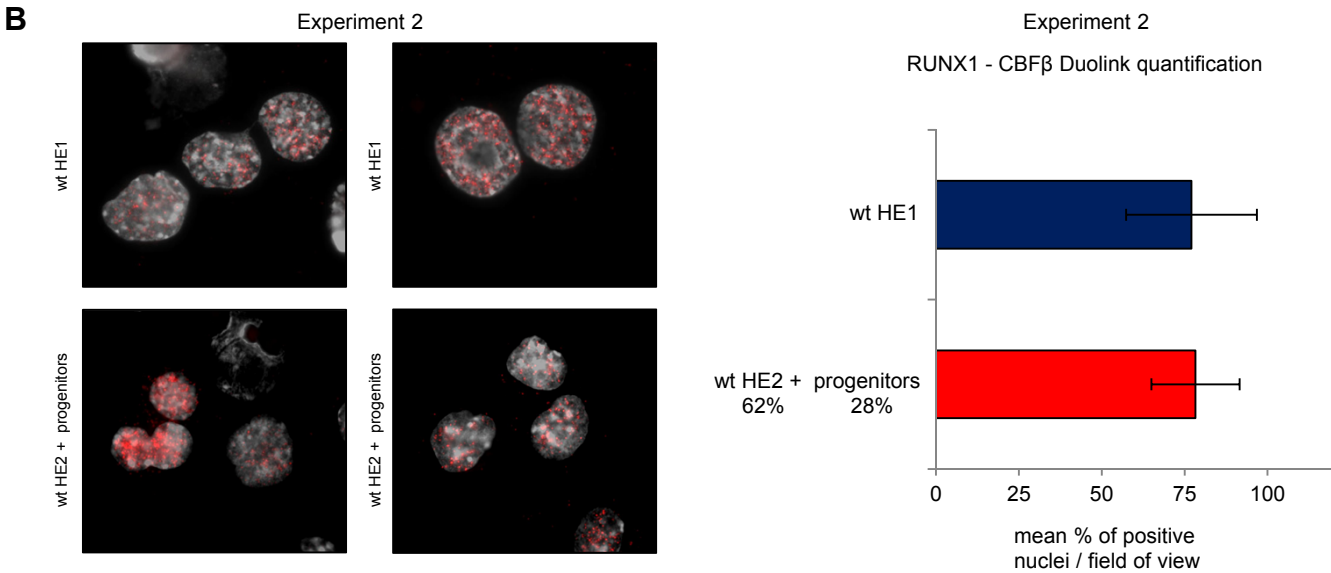 B
Experiment 2
wt HE1
wt HE1
wt HE2 + progenitors
wt HE2 + progenitors
Experiment 2
RUNX1 - CBFβ Duolink quantification
wt HE1
wt HE2 + progenitors
62% 28%
0 25 50 75 100
mean % of positive
nuclei / field of view